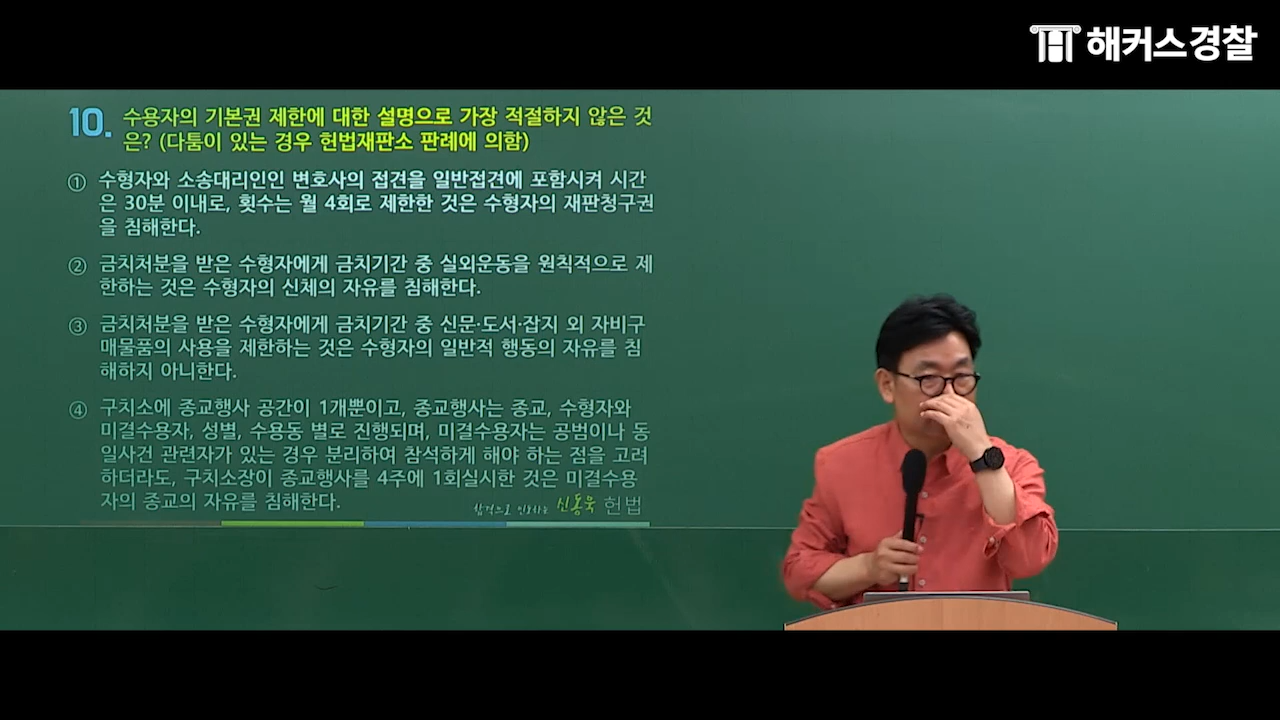 해커스경찰
10. 수용자의 기본권 제한에 대한 설명으로 가장 적절하지 않은 것
은? (다툼이 있는 경우 헌법재판소 판례에 의함)
① 수형자와 소송대리인인 변호사의 접견을 일반접견에 포함시켜 시간
은 30분 이내로, 횟수는 월 4회로 제한한 것은 수형자의 재판청구권
을 침해한다.
② 금치처분을 받은 수형자에게 금치기간 중 실외운동을 원칙적으로 제
한하는 것은 수형자의 신체의 자유를 침해한다.
③ 금치처분을 받은 수형자에게 금치기간 중 신문·도서·잡지 외 자비구
매물품의 사용을 제한하는 것은 수형자의 일반적 행동의 자유를 침
해하지 아니한다.
④ 구치소에 종교행사 공간이 1개뿐이고, 종교행사는 종교, 수형자와
미결수용자, 성별, 수용동 별로 진행되며, 미결수용자는 공범이나 동
일사건 관련자가 있는 경우 분리하여 참석하게 해야 하는 점을 고려
하더라도, 구치소장이 종교행사를 4주에 1회실시한 것은 미결수용
자의 종교의 자유를 침해한다.
합격으로 인도하는 신동욱 헌법